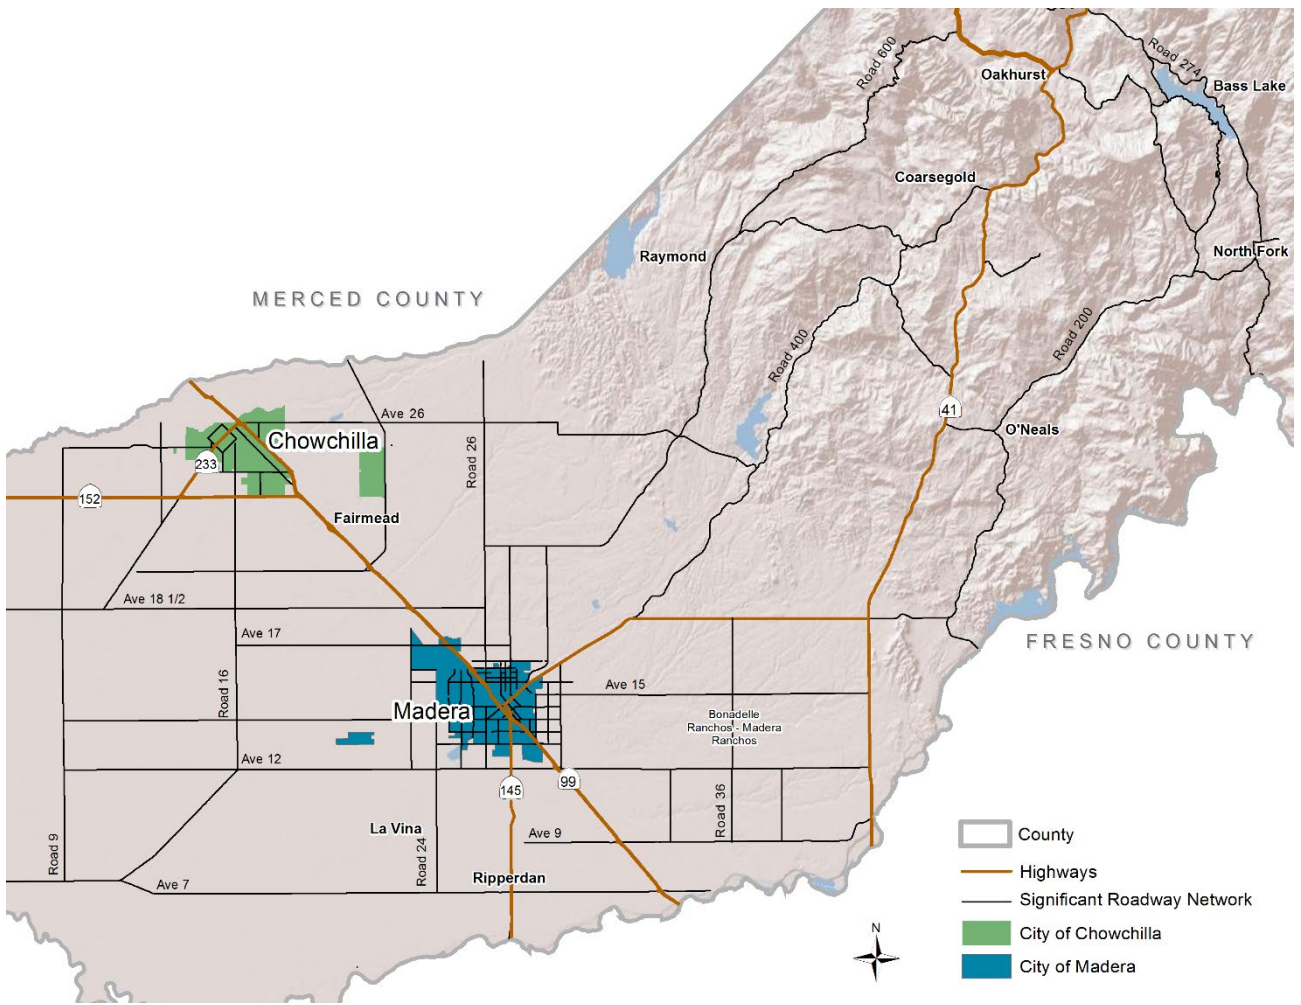 Road 600
Oakhurst
Road 274
Bass Lake
Coarsegold
Raymond
North Fork
MERCED COUNTY
Road 200
Road 400
41
O'Neals
Ave 26
Chowchilla
Road 26
233
152
Fairmead
Ave 18 1/2
Ave 17
FRESNO COUNTY
Road 16
Ave 15
Madera
Bonadelle
Ranchos - Madera
Ranchos
Ave 12
99
145
Road 36
La Vina
Ave 9
Road 9
Road 24
Ripperdan
Ave 7
County
Highways
Significant Roadway Network
City of Chowchilla
City of Madera
N